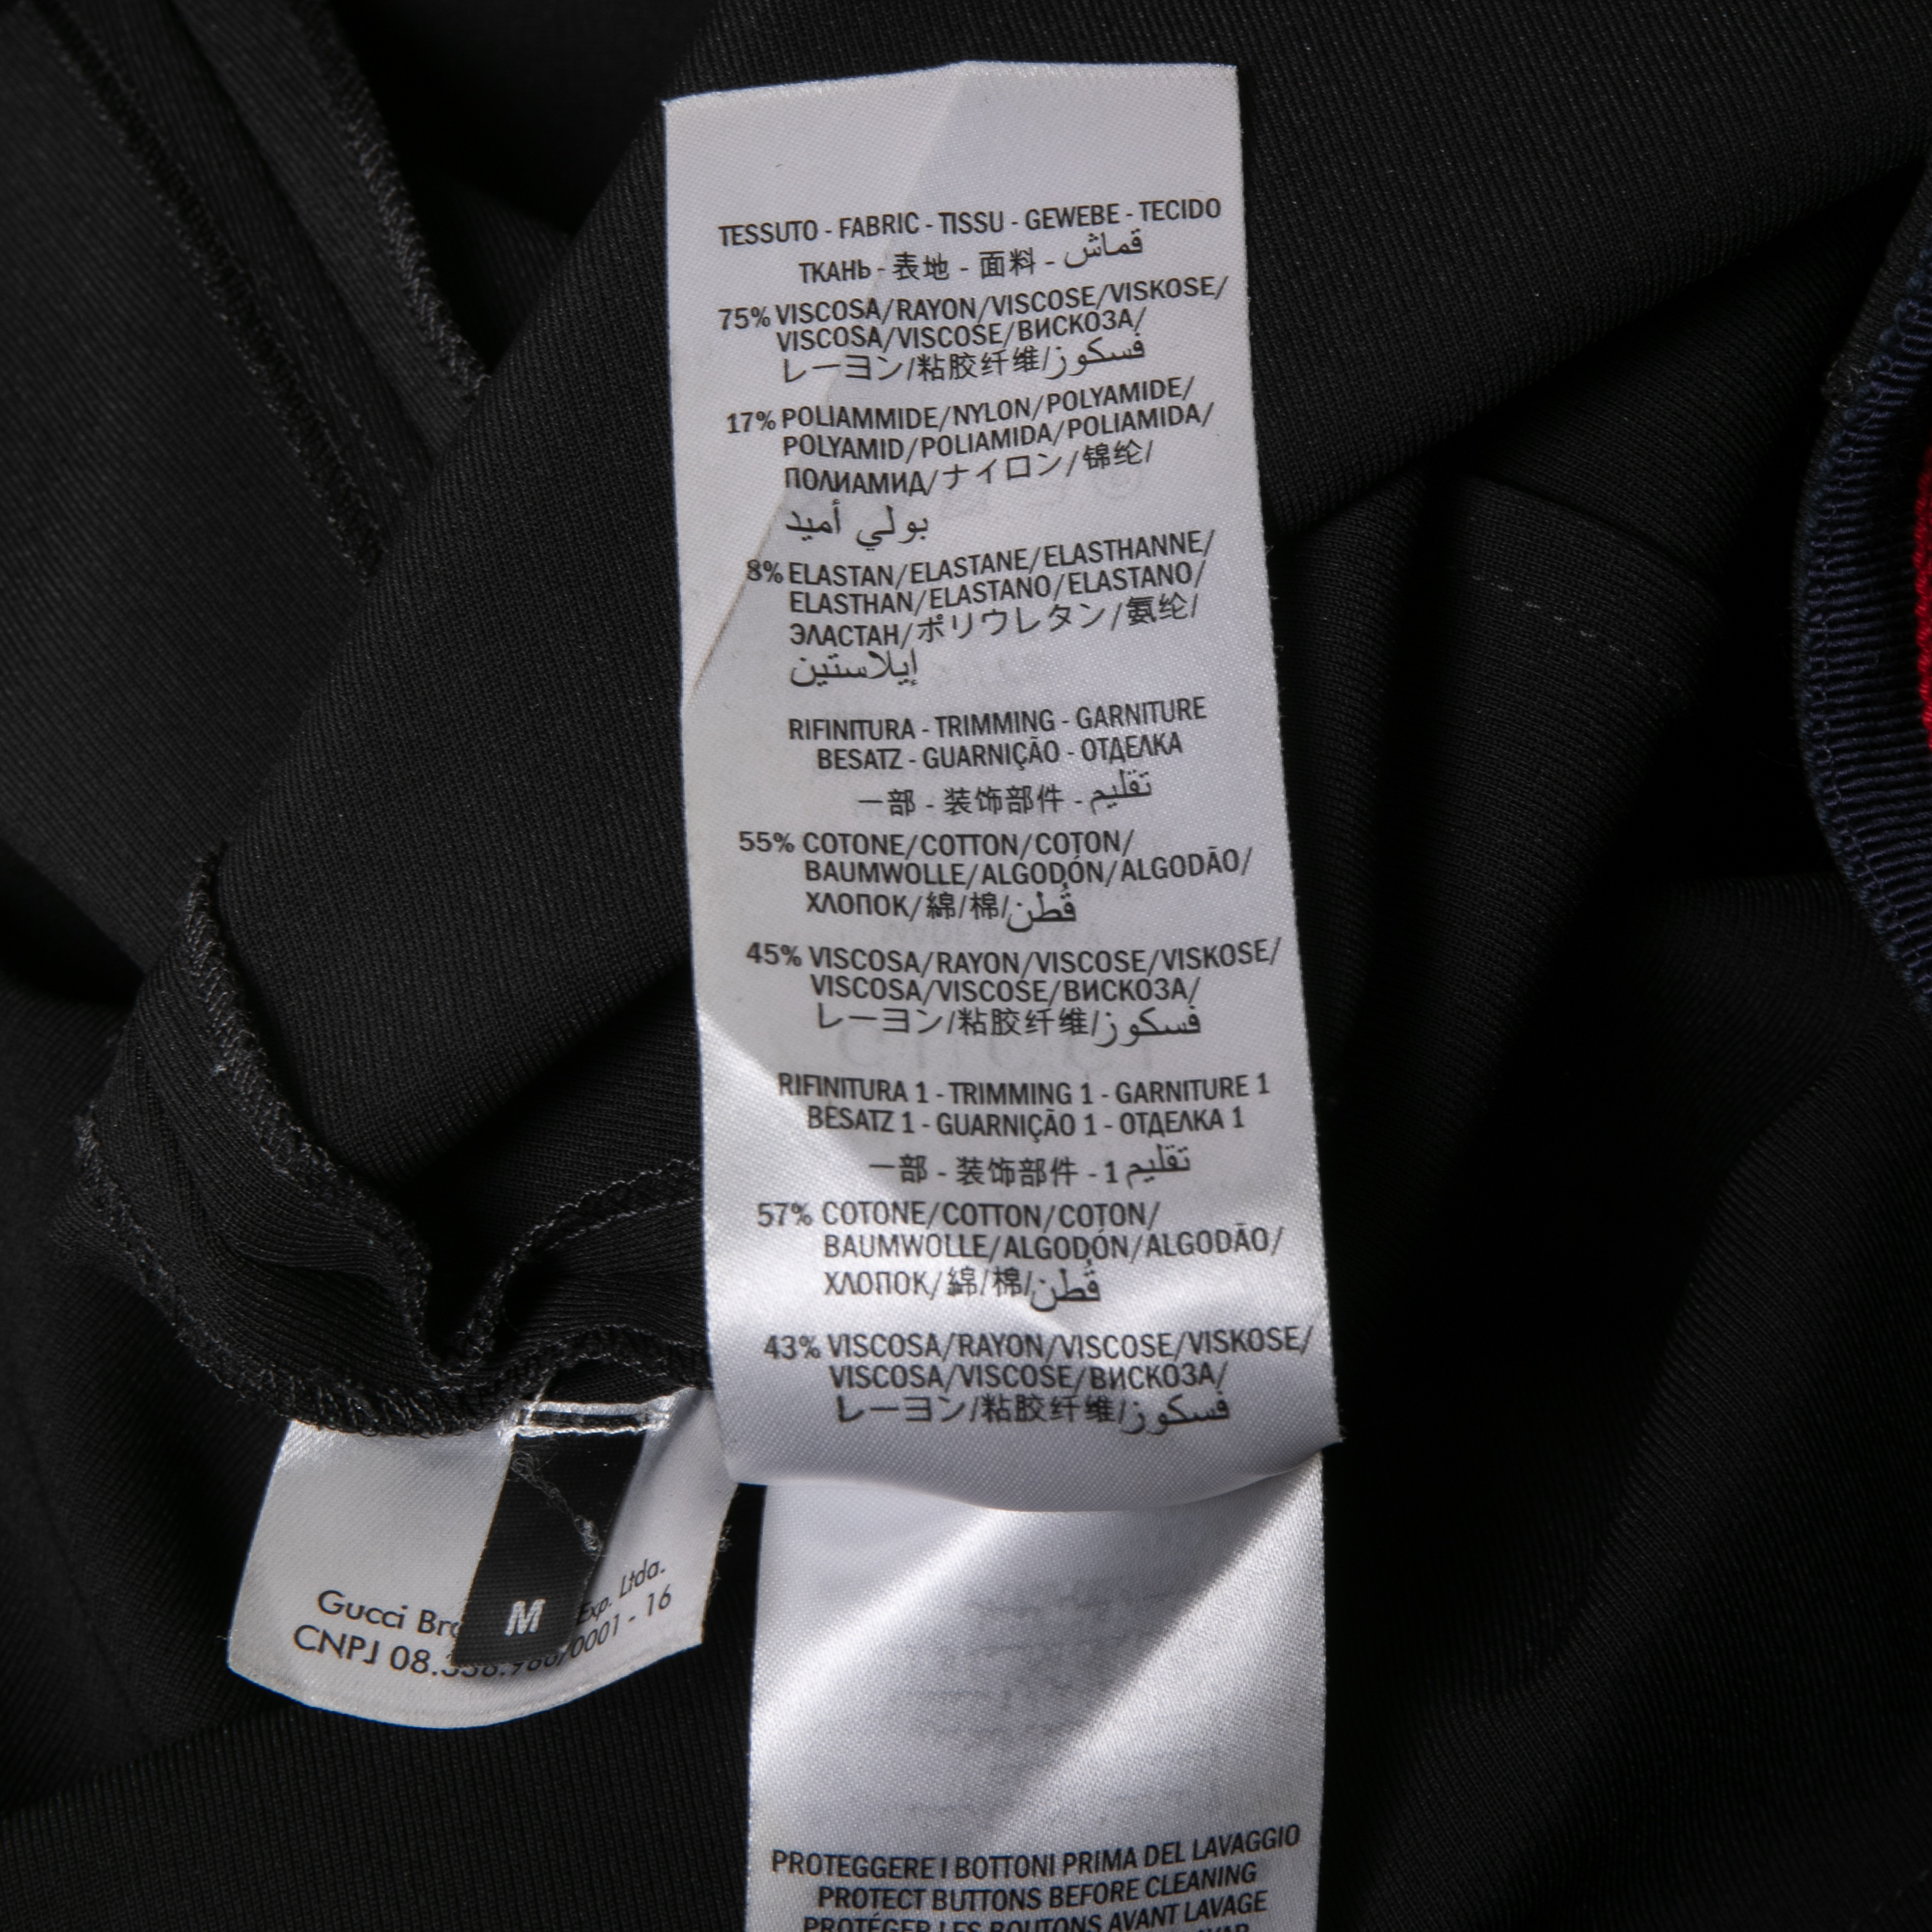 TESSUTO - FABRIC - TISSU - GEWEBE - TECIDO
ТКАНЬ - 表地 - 面料 - قماش
75% VISCOSA/RAYON/VISCOSE/VISKOSE/
VISCOSA/VISCOSE/ВИСКОЗА/
レーヨン/粘胶纤维/فسكوز
17% POLIAMMIDE/NYLON/POLYAMIDE/
POLYAMID/POLIAMIDA/POLIAMIDA/
ПОЛИАМИД/ナイロン/锦纶/
بولي أميد
8% ELASTAN/ELASTANE/ELASTHANNE/
ELASTHAN/ELASTANO/ELASTANO/
ЭЛАСТАН/ポリウレタン/氨纶/
إيلاستين
RIFINITURA - TRIMMING - GARNITURE
BESATZ - GUARNIÇÃO - ОТДЕЛКА
一部 - 装饰部件 - تقليم
55% COTONE/COTTON/COTON/
BAUMWOLLE/ALGODÓN/ALGODÃO/
ХЛОПОК/綿/棉/قُطن
45% VISCOSA/RAYON/VISCOSE/VISKOSE/
VISCOSA/VISCOSE/ВИСКОЗА/
レーヨン/粘胶纤维/فسكوز
RIFINITURA 1 - TRIMMING 1 - GARNITURE 1
BESATZ 1 - GUARNIÇÃO 1 - ОТДЕЛКА 1
一部 - 装饰部件 - 1 تقليم
57% COTONE/COTTON/COTON/
BAUMWOLLE/ALGODÓN/ALGODÃO/
ХЛОПОК/綿/棉/قُطن
43% VISCOSA/RAYON/VISCOSE/VISKOSE/
VISCOSA/VISCOSE/ВИСКОЗА/
レーヨン/粘胶纤维/فسكوز
Gucci Exp. Ltda.
CNPJ /0001 - 16
M
PROTEGGERE I BOTTONI PRIMA DEL LAVAGGIO
PROTECT BUTTONS BEFORE CLEANING
PROTÉGER LES BOUTONS AVANT LAVAGE